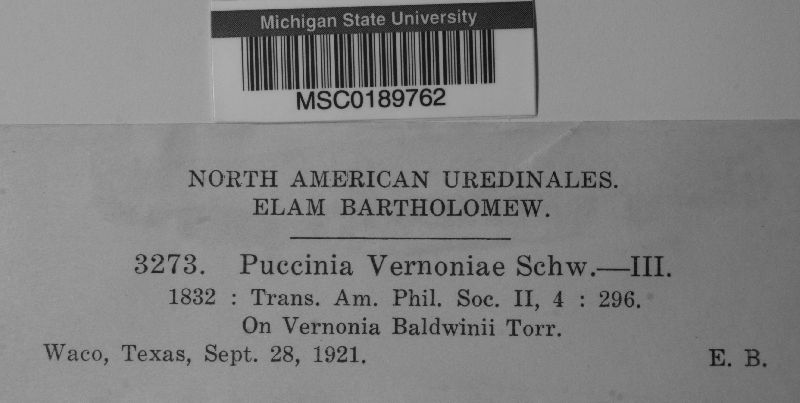 Michigan State University
MSC0189762
NORTH AMERICAN UREDINALES.
ELAM BARTHOLOMEW.
3273. Puccinia Vernoniae Schw.—III.
1832 : Trans. Am. Phil. Soc. II, 4 : 296.
On Vernonia Baldwinii Torr.
Waco, Texas, Sept. 28, 1921. E. B.